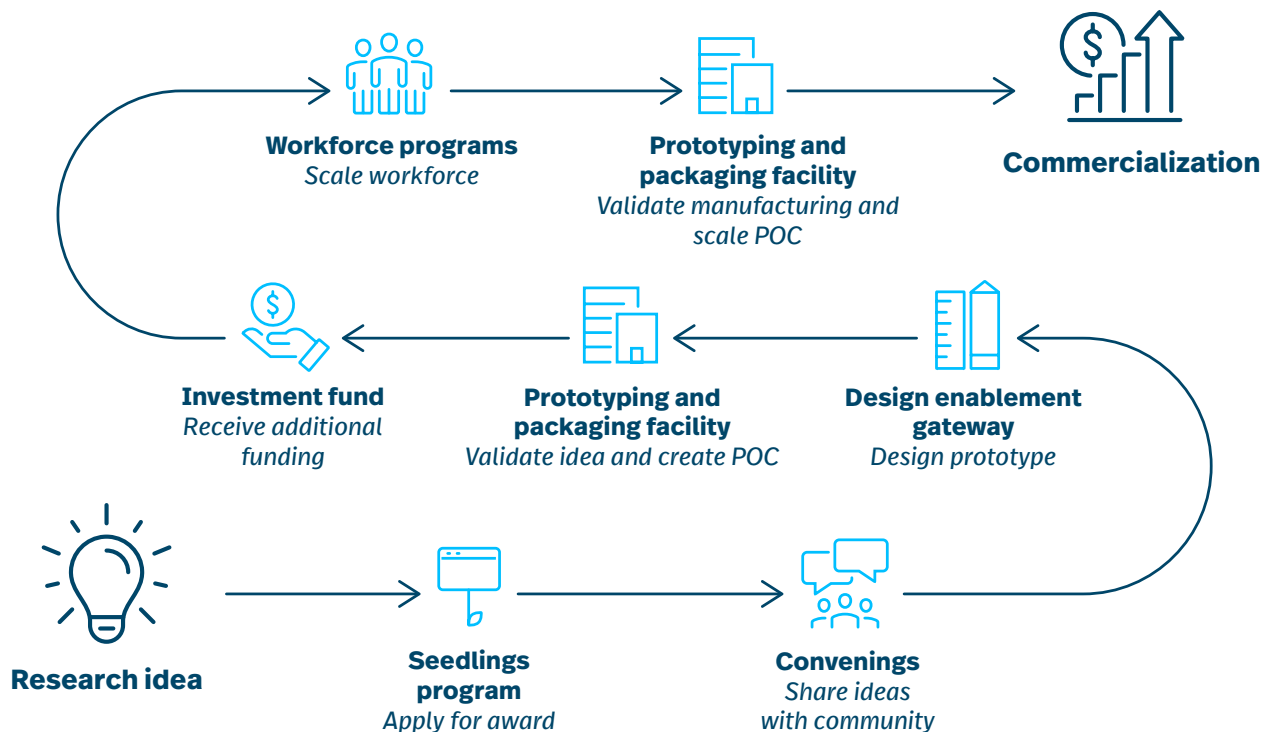 $
Workforce programs
Scale workforce
Prototyping and
packaging facility
Validate manufacturing and
scale POC
$
Commercialization
$
Investment fund
Receive additional
funding
Prototyping and
packaging facility
Validate idea and create POC
Design enablement
gateway
Design prototype
Research idea
Seedlings
program
Apply for award
Convenings
Share ideas
with community